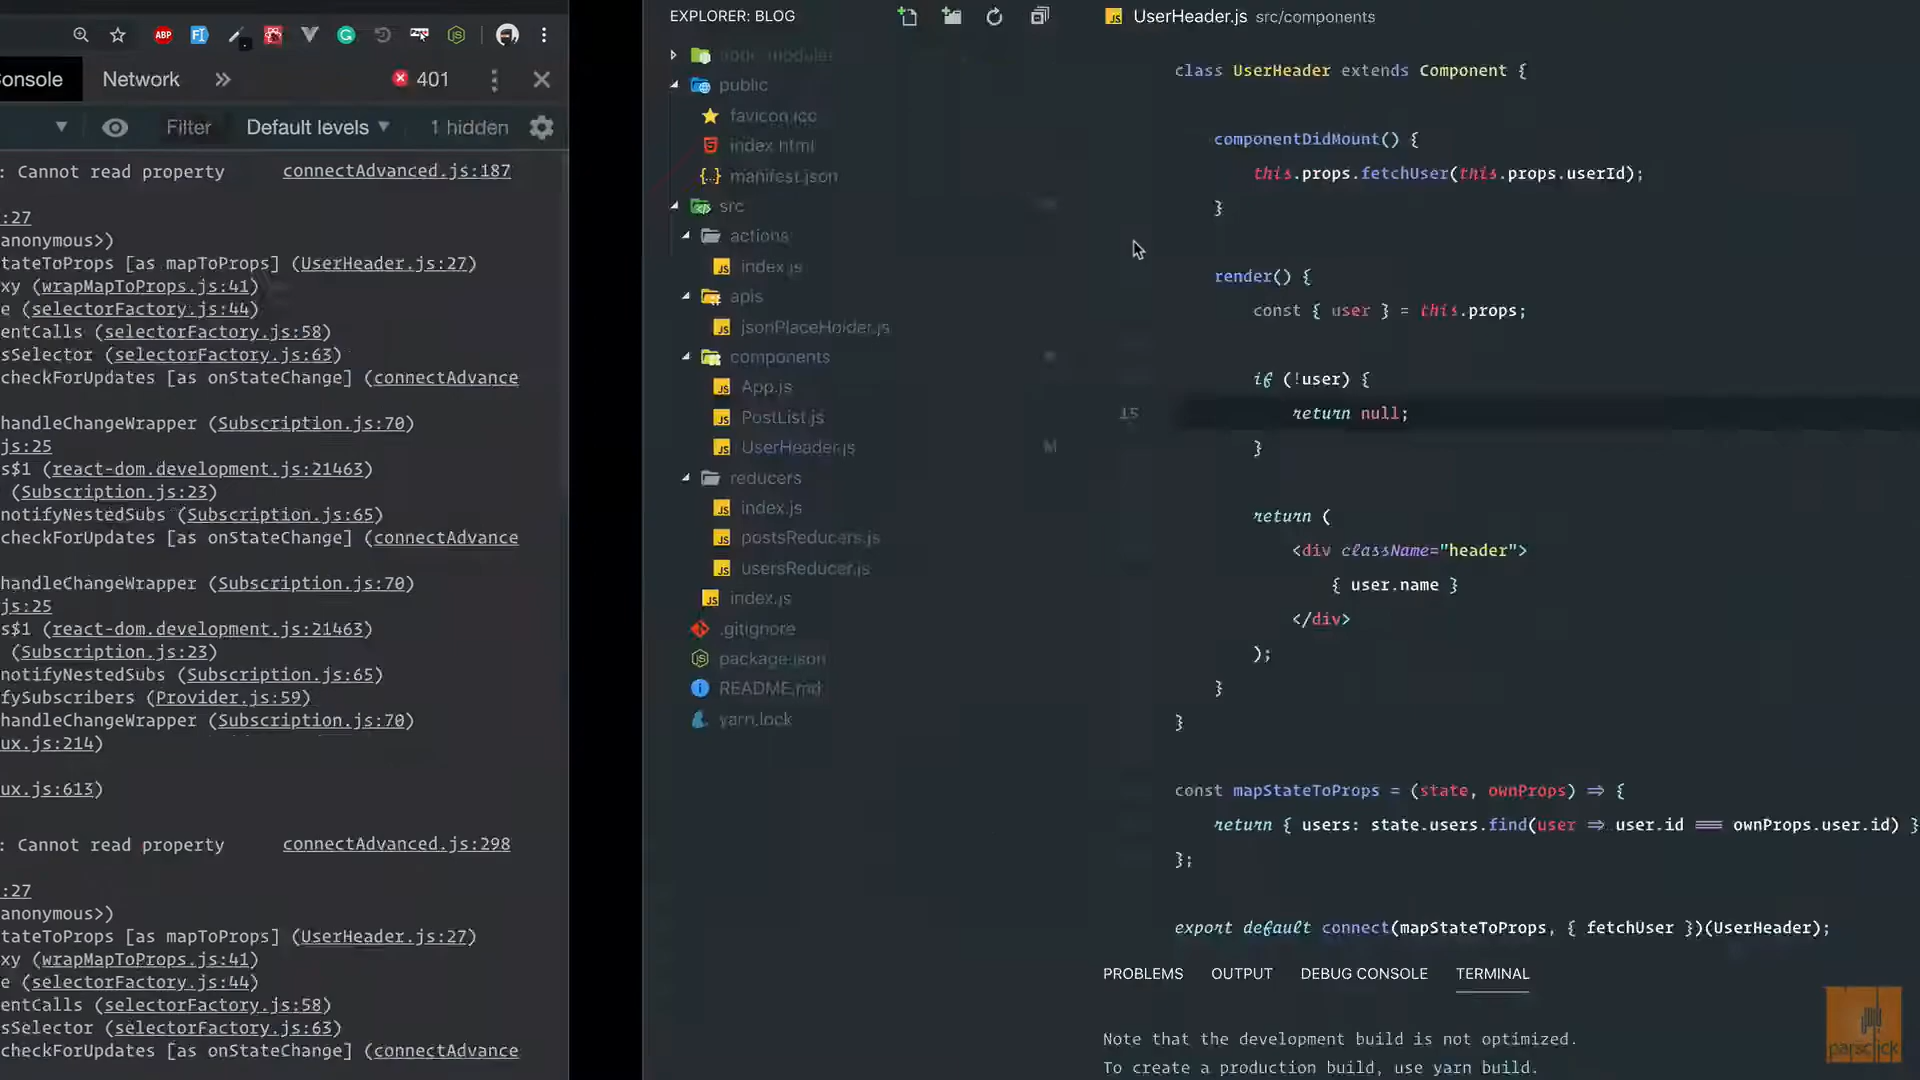 onsole Network » 401
Filter Default levels ▼ 1 hidden
: Cannot read property connectAdvanced.js:187
:27
anonymous>)
tateToProps [as mapToProps] (UserHeader.js:27)
xy (wrapMapToProps.js:41)
e (selectorFactory.js:44)
entCalls (selectorFactory.js:58)
sSelector (selectorFactory.js:63)
checkForUpdates [as onStateChange] (connectAdvance
handleChangeWrapper (Subscription.js:70)
js:25
s$1 (react-dom.development.js:21463)
(Subscription.js:23)
notifyNestedSubs (Subscription.js:65)
checkForUpdates [as onStateChange] (connectAdvance
handleChangeWrapper (Subscription.js:70)
js:25
s$1 (react-dom.development.js:21463)
(Subscription.js:23)
notifyNestedSubs (Subscription.js:65)
fySubscribers (Provider.js:59)
handleChangeWrapper (Subscription.js:70)
ux.js:214)
ux.js:613)
: Cannot read property connectAdvanced.js:298
:27
anonymous>)
tateToProps [as mapToProps] (UserHeader.js:27)
xy (wrapMapToProps.js:41)
e (selectorFactory.js:44)
entCalls (selectorFactory.js:58)
sSelector (selectorFactory.js:63)
checkForUpdates [as onStateChange] (connectAdvance
EXPLORER: BLOG
node_modules
public
favicon.ico
index.html
manifest.json
src
actions
index.js
apis
jsonPlaceHolder.js
components
App.js
PostList.js
UserHeader.js M
reducers
index.js
postsReducers.js
usersReducer.js
index.js
.gitignore
package.json
README.md
yarn.lock
UserHeader.js src/components
class UserHeader extends Component {
componentDidMount() {
this.props.fetchUser(this.props.userId);
}
render() {
const { user } = this.props;
if (!user) {
15 return null;
}
return (
<div className="header">
{ user.name }
</div>
);
}
}
const mapStateToProps = (state, ownProps) => {
return { users: state.users.find(user => user.id === ownProps.user.id) }
};
export default connect(mapStateToProps, { fetchUser })(UserHeader);
PROBLEMS OUTPUT DEBUG CONSOLE TERMINAL
Note that the development build is not optimized.
To create a production build, use yarn build.
parsclick